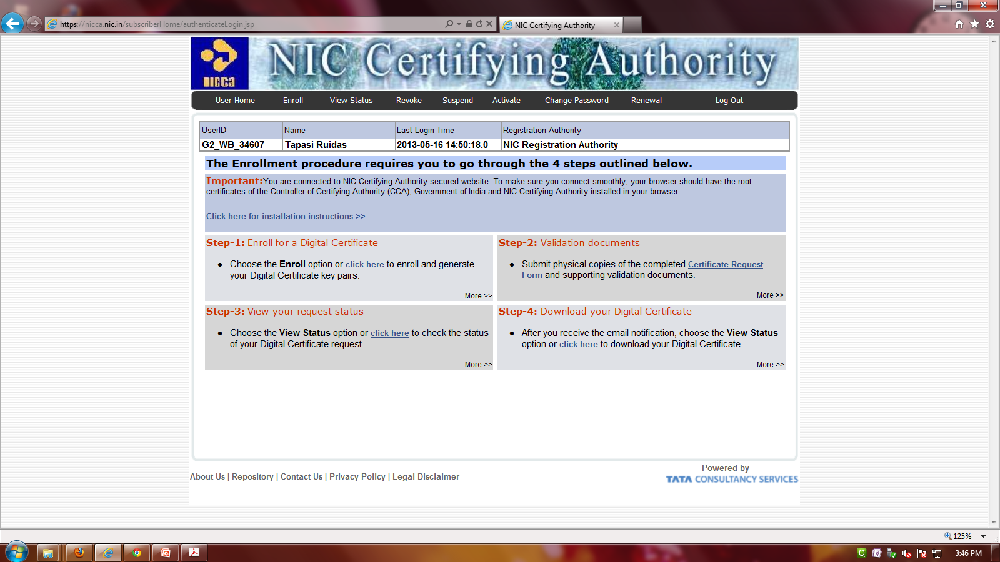 https://nicca.nic.in/subscriberHome/authenticateLogin.jsp
NIC Certifying Authority
NICCA
NIC Certifying Authority
User Home Enroll View Status Revoke Suspend Activate Change Password Renewal Log Out
UserID Name Last Login Time Registration Authority
G2_WB_34607 Tapasi Ruidas 2013-05-16 14:50:18.0 NIC Registration Authority
The Enrollment procedure requires you to go through the 4 steps outlined below.
Important:You are connected to NIC Certifying Authority secured website. To make sure you connect smoothly, your browser should have the root
certificates of the Controller of Certifying Authority (CCA), Government of India and NIC Certifying Authority installed in your browser.
Click here for installation instructions >>
Step-1: Enroll for a Digital Certificate
• Choose the Enroll option or click here to enroll and generate
your Digital Certificate key pairs.
More >>
Step-2: Validation documents
• Submit physical copies of the completed Certificate Request
Form and supporting validation documents.
More >>
Step-3: View your request status
• Choose the View Status option or click here to check the status
of your Digital Certificate request.
More >>
Step-4: Download your Digital Certificate
• After you receive the email notification, choose the View Status
option or click here to download your Digital Certificate.
More >>
About Us | Repository | Contact Us | Privacy Policy | Legal Disclaimer
Powered by
TATA CONSULTANCY SERVICES
125%
3:46 PM